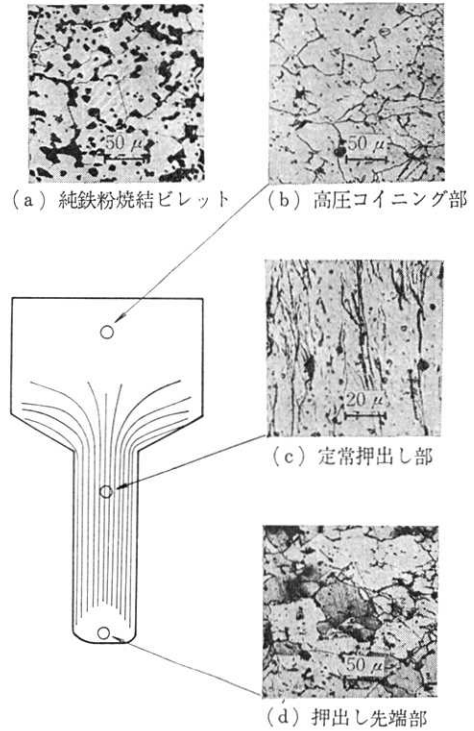 50 μ
(a) 純鉄粉焼結ビレット
50 μ
(b) 高圧コイニング部
20 μ
(c) 定常押出し部
50 μ
(d) 押出し先端部